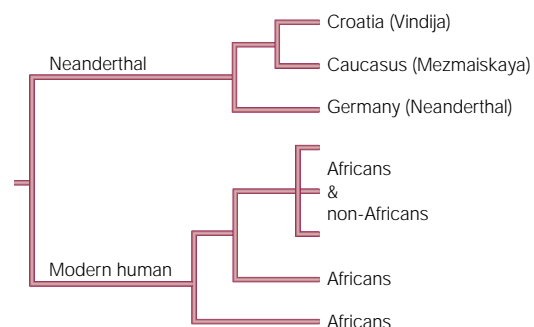 Croatia (Vindija)
Neanderthal
Caucasus (Mezmaiskaya)
Germany (Neanderthal)
Africans
&
non-Africans
Modern human
Africans
Africans